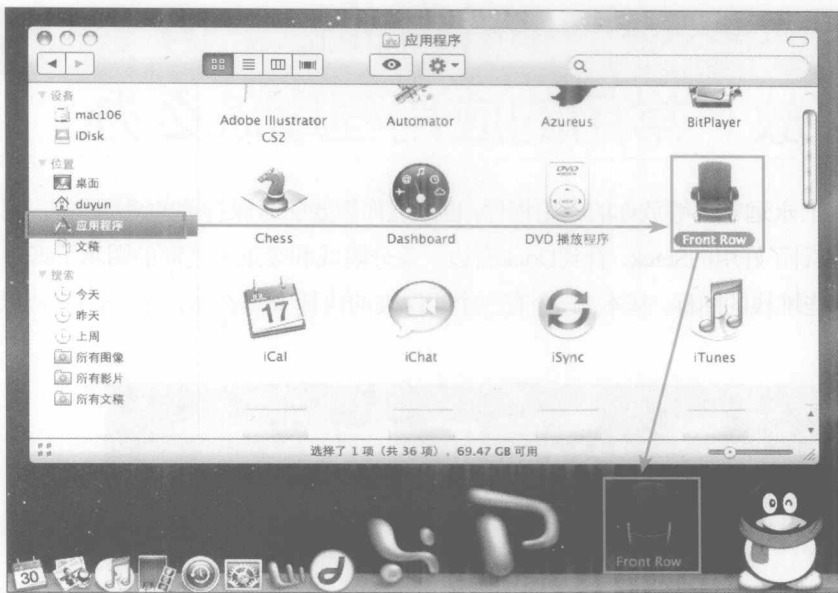 应用程序
设备
mac106
iDisk
位置
桌面
duyun
应用程序
文稿
搜索
今天
昨天
上周
所有图像
所有影片
所有文稿
Adobe Illustrator
CS2
Automator
Azureus
BitPlayer
Chess
Dashboard
DVD
DVD 播放程序
Front Row
JUL
17
iCal
iChat
iSync
iTunes
选择了 1 项（共 36 项），69.47 GB 可用
30
Front Row